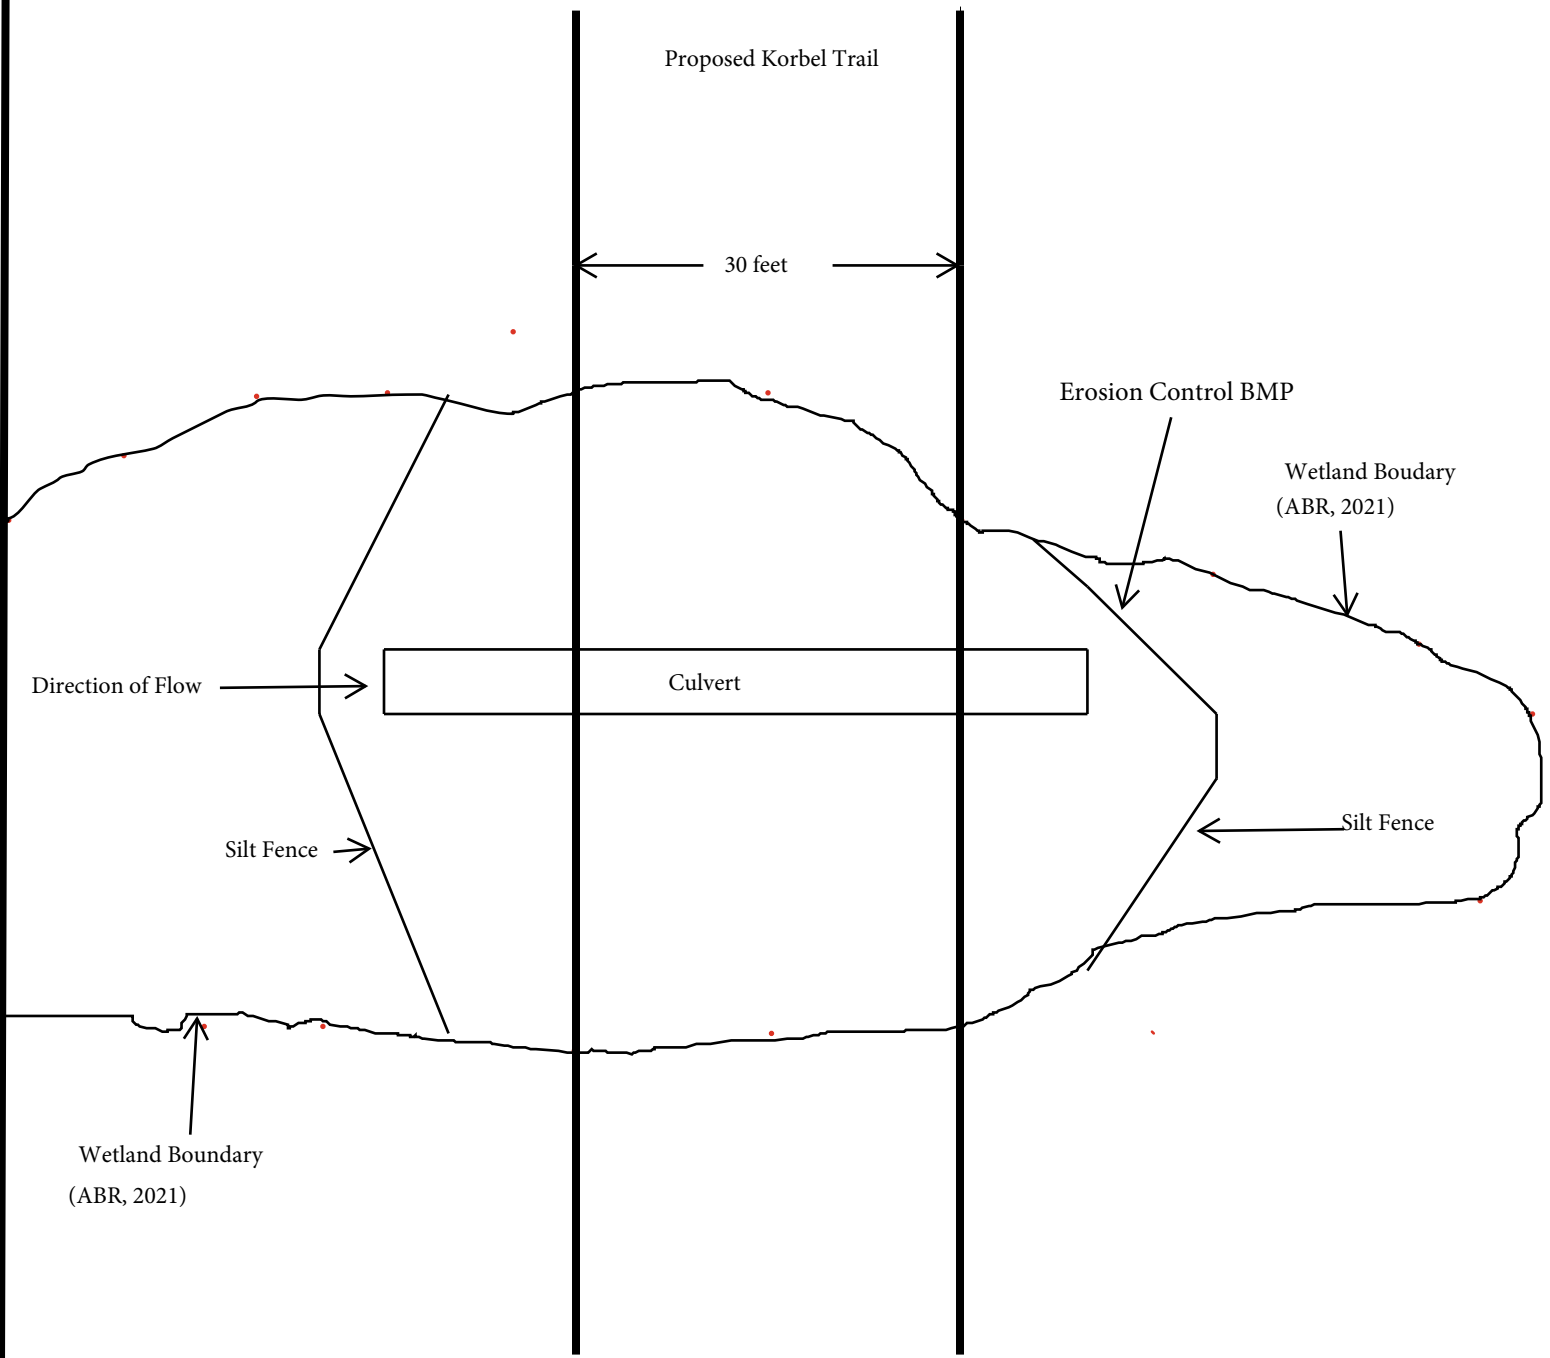 Proposed Korbel Trail
30 feet
Erosion Control BMP
Wetland Boudary
(ABR, 2021)
Direction of Flow
Culvert
Silt Fence
Silt Fence
Wetland Boundary
(ABR, 2021)